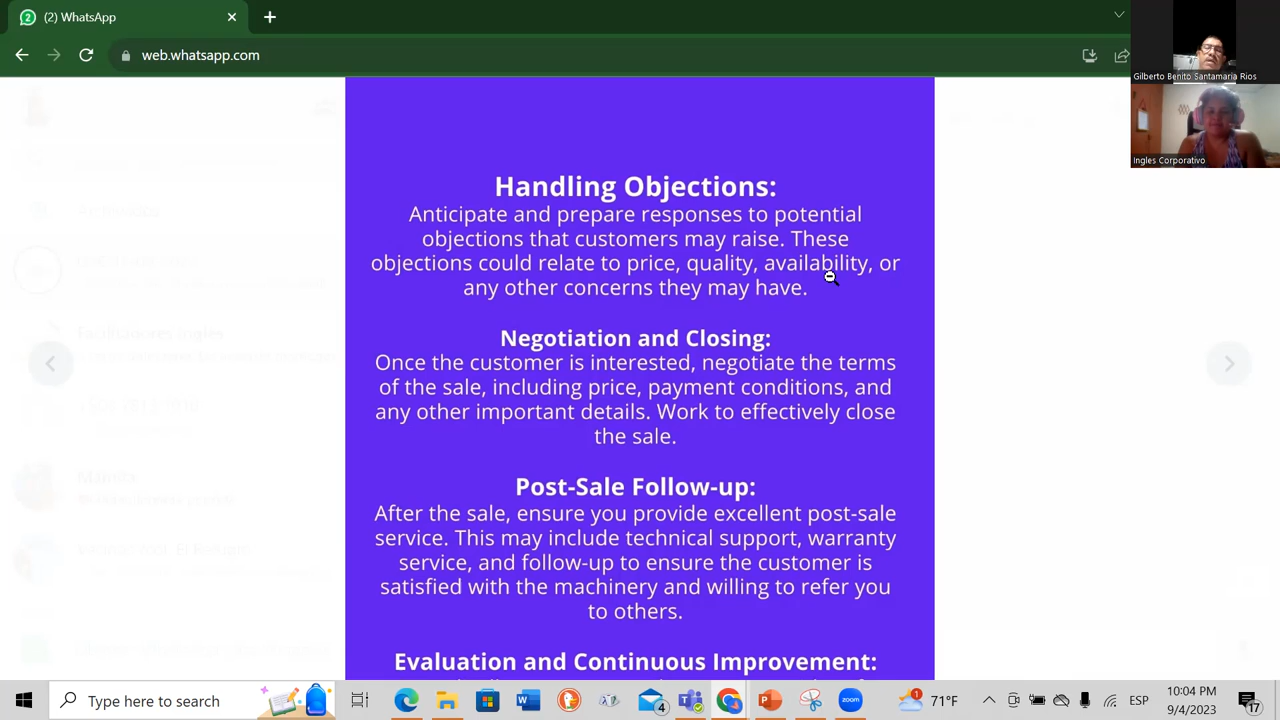 (2) WhatsApp
web.whatsapp.com
Gilberto Benito Santamaria Rios
Ingles Corporativo
Handling Objections:
Anticipate and prepare responses to potential
objections that customers may raise. These
objections could relate to price, quality, availability, or
any other concerns they may have.
Negotiation and Closing:
Once the customer is interested, negotiate the terms
of the sale, including price, payment conditions, and
any other important details. Work to effectively close
the sale.
Post-Sale Follow-up:
After the sale, ensure you provide excellent post-sale
service. This may include technical support, warranty
service, and follow-up to ensure the customer is
satisfied with the machinery and willing to refer you
to others.
Evaluation and Continuous Improvement:
Type here to search
4
71°F
ESP
10:04 PM
9/4/2023
17